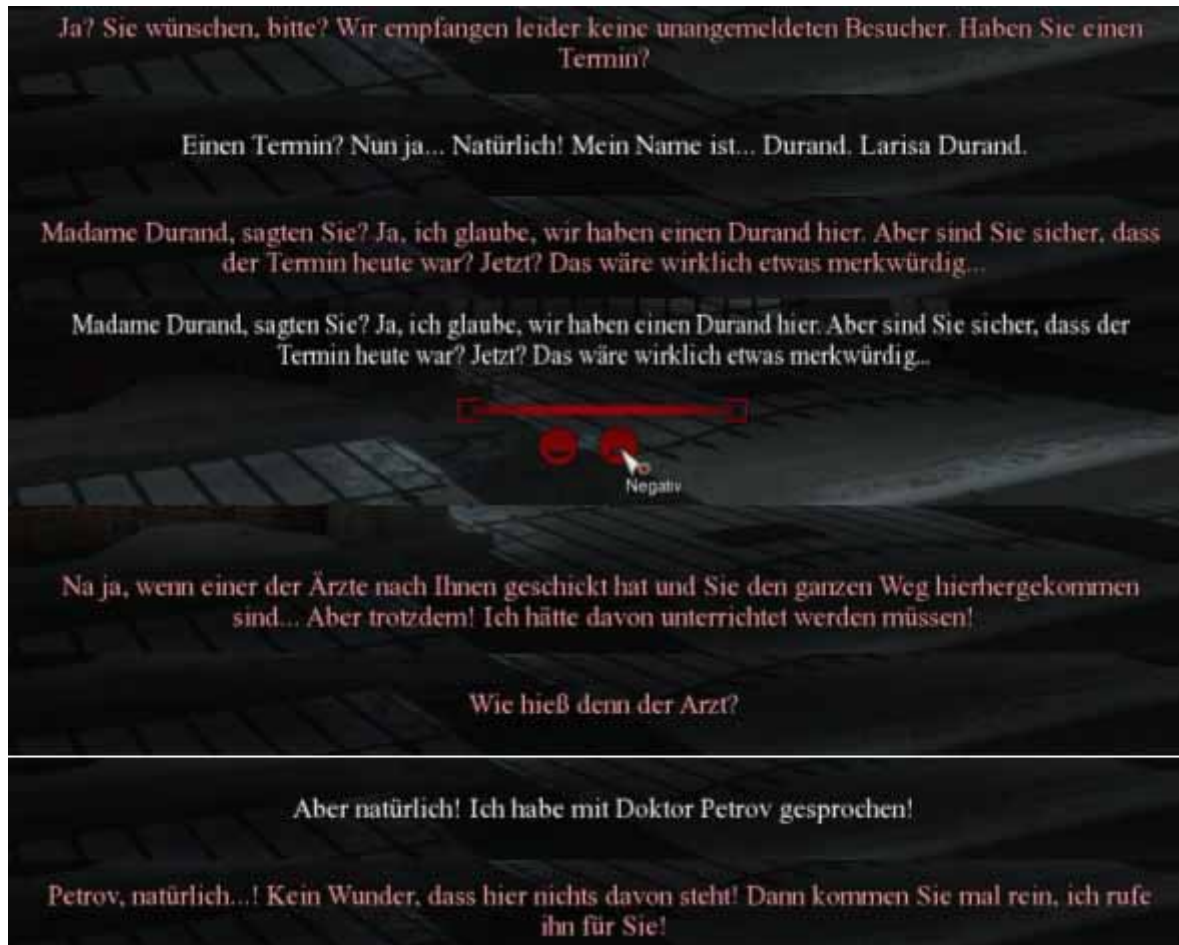 Ja? Sie wünschen, bitte? Wir empfangen leider keine unangemeldeten Besucher. Haben Sie einen
Termin?
Einen Termin? Nun ja... Natürlich! Mein Name ist... Durand. Larisa Durand.
Madame Durand, sagten Sie? Ja, ich glaube, wir haben einen Durand hier. Aber sind Sie sicher, dass
der Termin heute war? Jetzt? Das wäre wirklich etwas merkwürdig...
Madame Durand, sagten Sie? Ja, ich glaube, wir haben einen Durand hier. Aber sind Sie sicher, dass der
Termin heute war? Jetzt? Das wäre wirklich etwas merkwürdig...
Negativ
Na ja, wenn einer der Ärzte nach Ihnen geschickt hat und Sie den ganzen Weg hierhergekommen
sind... Aber trotzdem! Ich hätte davon unterrichtet werden müssen!
Wie hieß denn der Arzt?
Aber natürlich! Ich habe mit Doktor Petrov gesprochen!
Petrov, natürlich...! Kein Wunder, dass hier nichts davon steht! Dann kommen Sie mal rein, ich rufe
ihn für Sie!